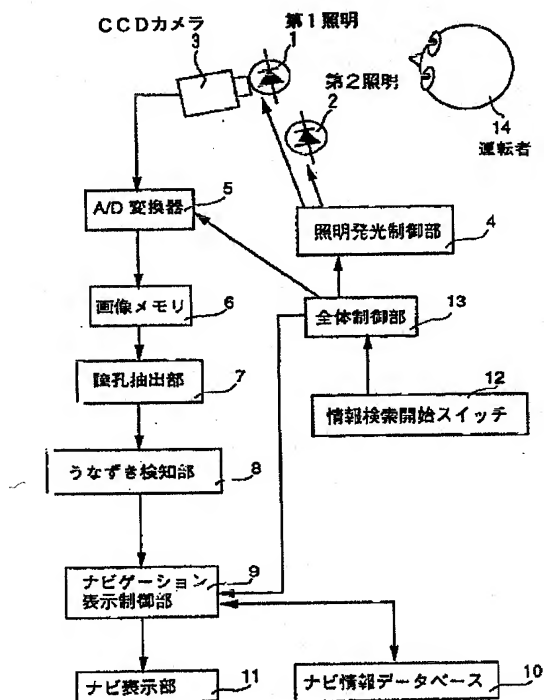 CCDカメラ
3
第1照明
1
第2照明
2
14
運転者
A/D 変換器
5
照明発光制御部
4
画像メモリ
6
全体制御部
13
瞳孔抽出部
7
12
情報検索開始スイッチ
うなずき検知部
8
ナビゲーション
表示制御部
9
ナビ表示部
11
ナビ情報データベース
10